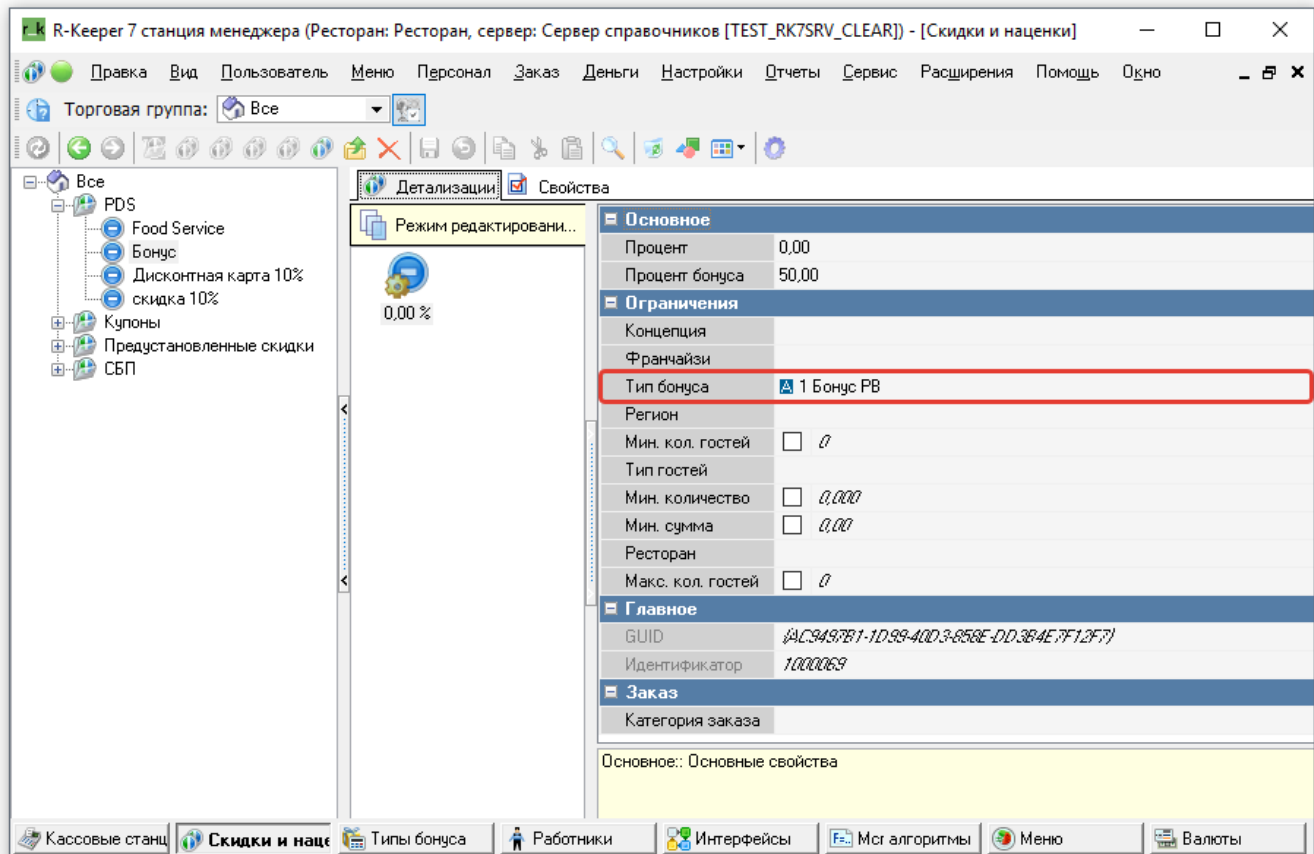 r_k R-Keeper 7 станция менеджера (Ресторан: Ресторан, сервер: Сервер справочников [TEST_RK7SRV_CLEAR]) - [Скидки и наценки]
Правка Вид Пользователь Меню Персонал Заказ Деньги Настройки Отчеты Сервис Расширения Помощь Окно
Торговая группа: Все
Все
PDS
Food Service
Бонус
Дисконтная карта 10%
скидка 10%
Купоны
Предустановленные скидки
СБП
Детализации Свойства
Режим редактировани...
0,00 %
Основное
Процент 0,00
Процент бонуса 50,00
Ограничения
Концепция
Франчайзи
Тип бонуса 1 Бонус РВ
Регион
Мин. кол. гостей 0
Тип гостей
Мин. количество 0,000
Мин. сумма 0,00
Ресторан
Макс. кол. гостей 0
Главное
GUID {AC9497B1-1D99-40D3-858E-DD3B4E7F12F7}
Идентификатор 1000069
Заказ
Категория заказа
Основное:: Основные свойства
Кассовые станц Скидки и наце Типы бонуса Работники Интерфейсы Мсг алгоритмы Меню Валюты